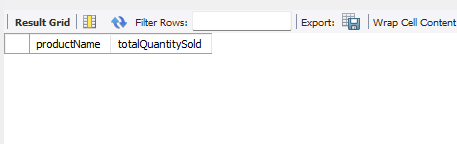 Result Grid Filter Rows: Export: Wrap Cell Content
productName totalQuantitySold